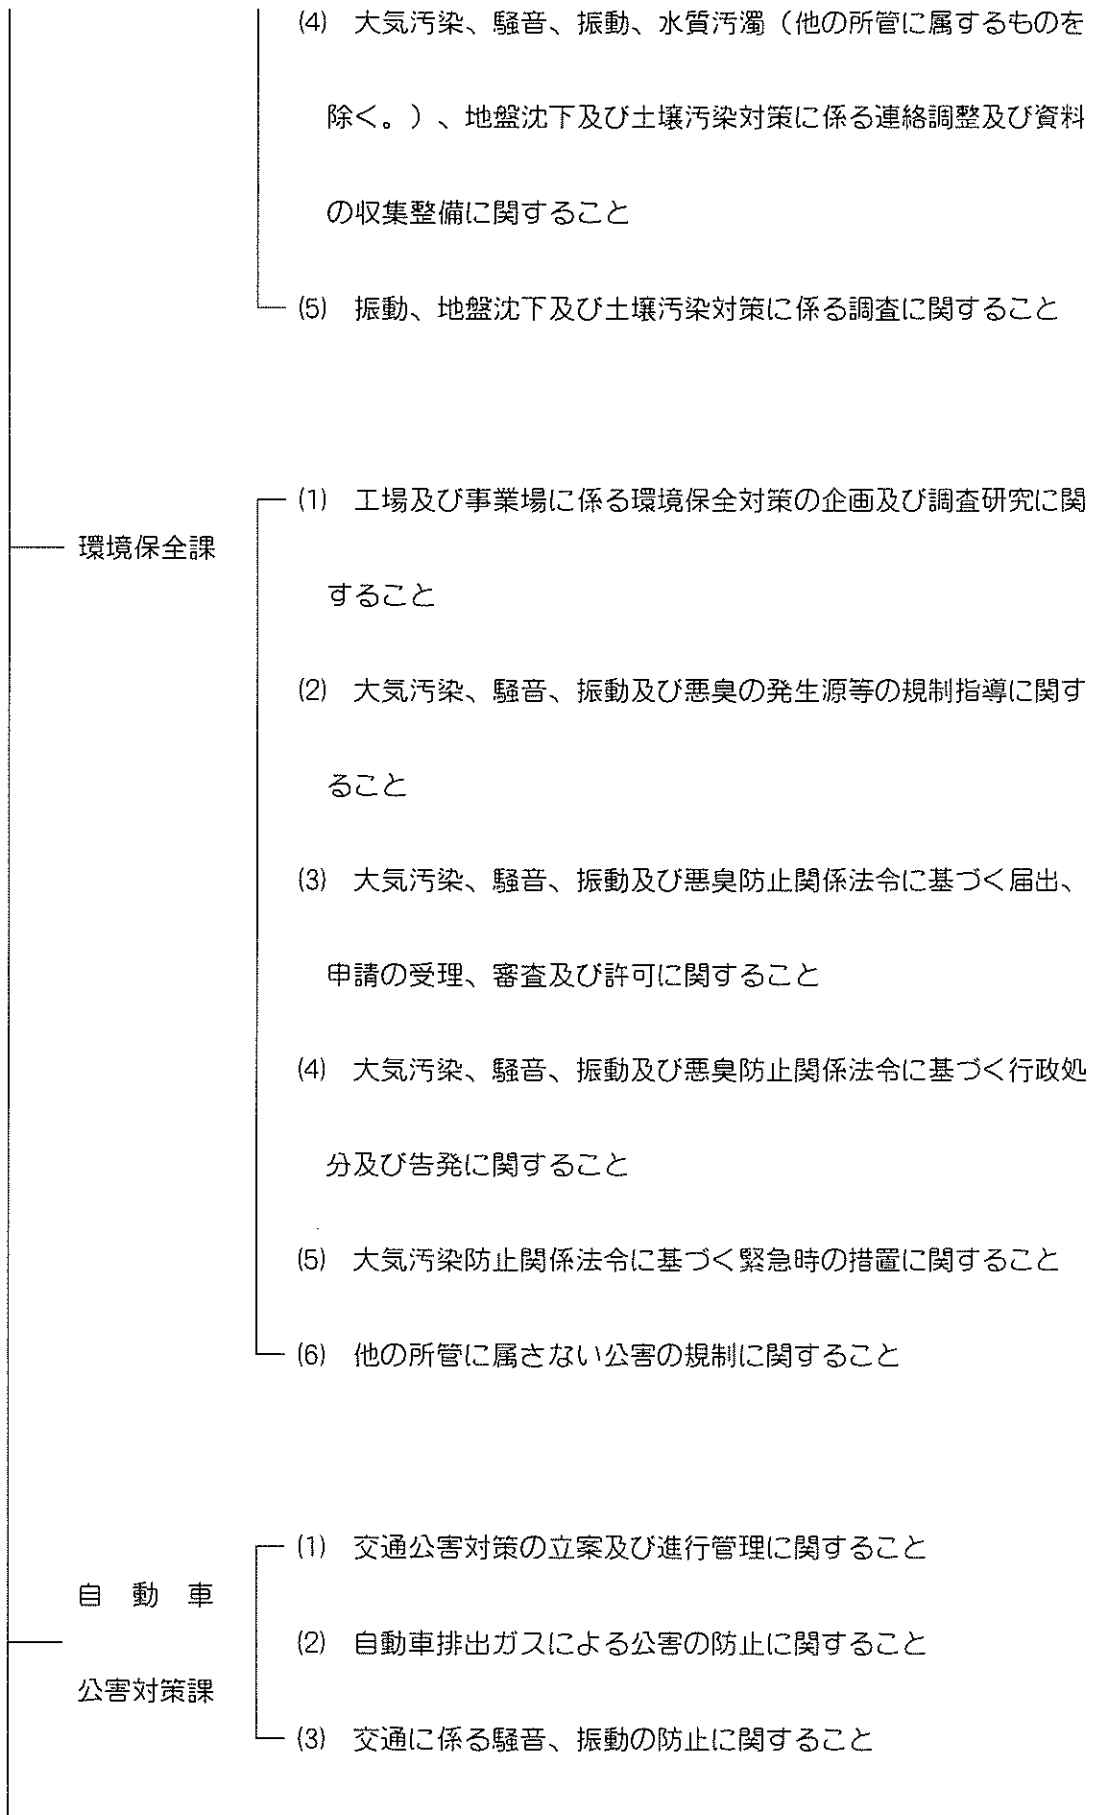 (4) 大気汚染、騒音、振動、水質汚濁（他の所管に属するものを
除く。）、地盤沈下及び土壌汚染対策に係る連絡調整及び資料
の収集整備に関すること
(5) 振動、地盤沈下及び土壌汚染対策に係る調査に関すること
環境保全課
(1) 工場及び事業場に係る環境保全対策の企画及び調査研究に関
すること
(2) 大気汚染、騒音、振動及び悪臭の発生源等の規制指導に関す
ること
(3) 大気汚染、騒音、振動及び悪臭防止関係法令に基づく届出、
申請の受理、審査及び許可に関すること
(4) 大気汚染、騒音、振動及び悪臭防止関係法令に基づく行政処
分及び告発に関すること
(5) 大気汚染防止関係法令に基づく緊急時の措置に関すること
(6) 他の所管に属さない公害の規制に関すること
自動車
公害対策課
(1) 交通公害対策の立案及び進行管理に関すること
(2) 自動車排出ガスによる公害の防止に関すること
(3) 交通に係る騒音、振動の防止に関すること